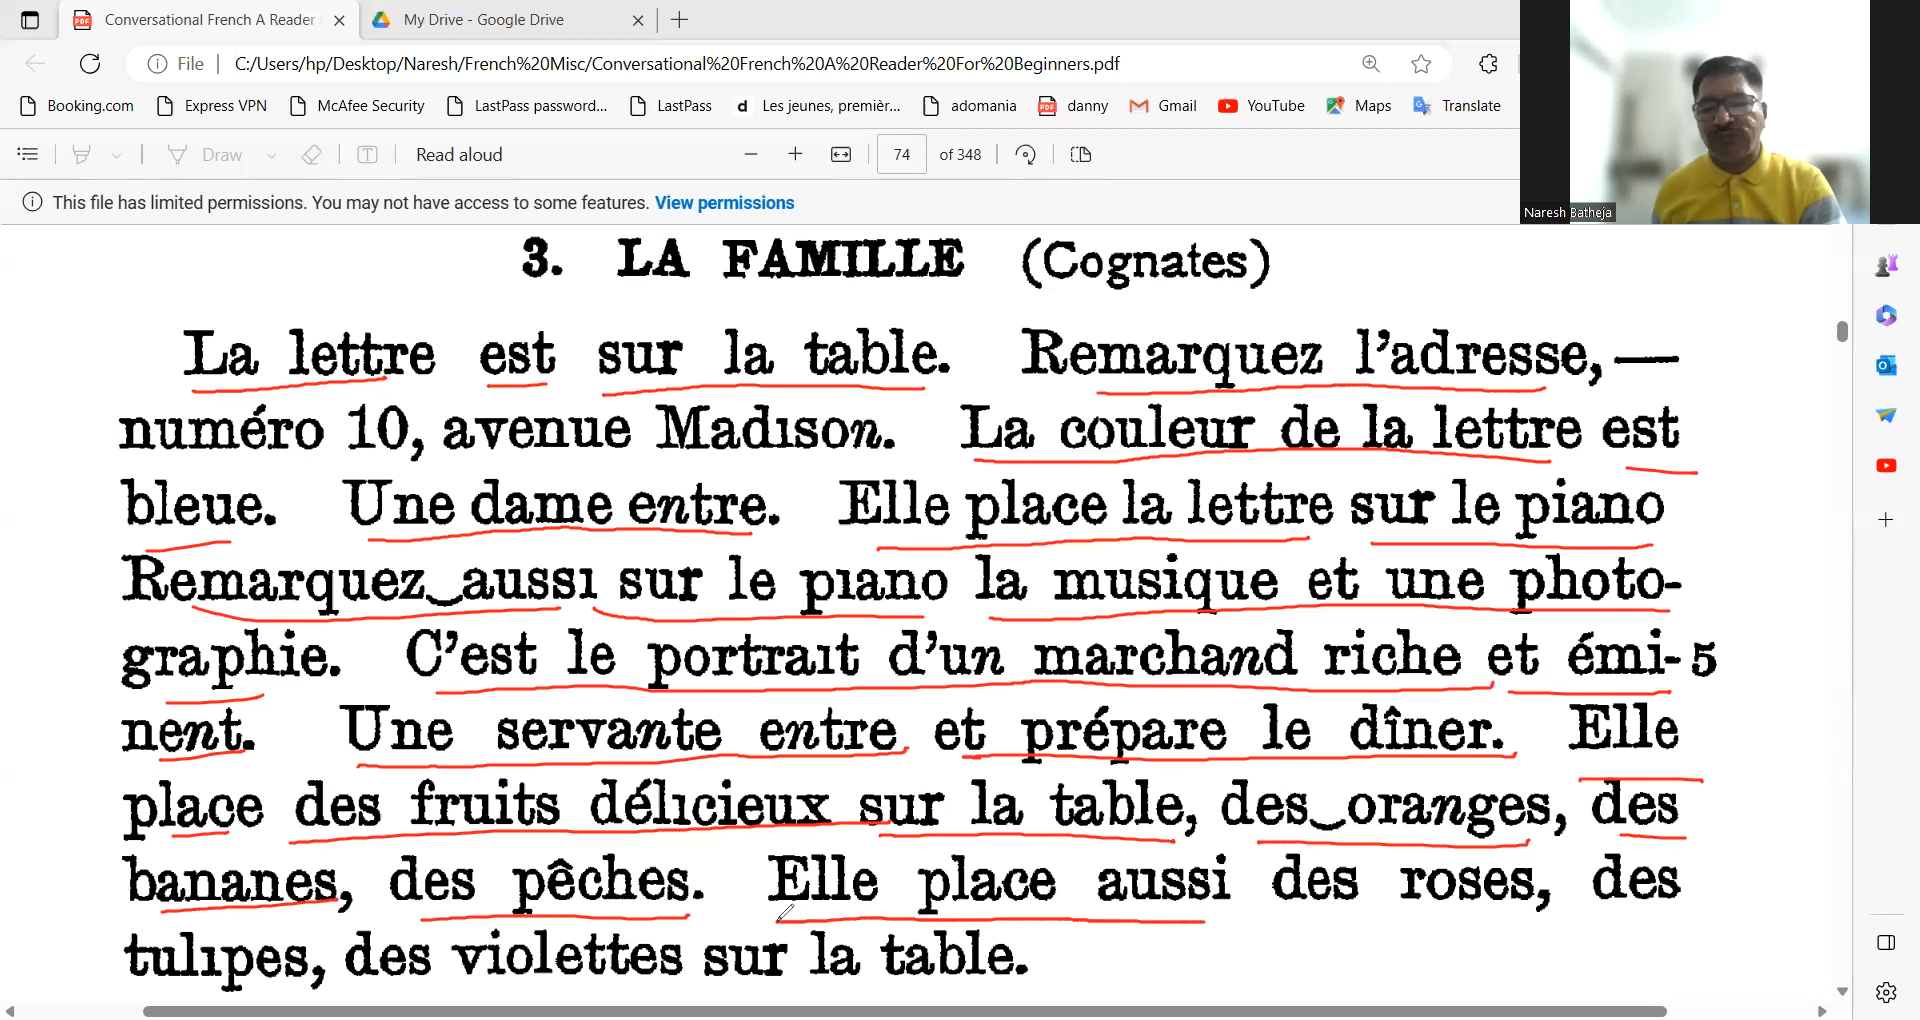 Conversational French A Reader
My Drive - Google Drive
File
C:/Users/hp/Desktop/Naresh/French%20Misc/Conversational%20French%20A%20Reader%20For%20Beginners.pdf
Booking.com
Express VPN
McAfee Security
LastPass password...
LastPass
d Les jeunes, premièr...
adomania
danny
Gmail
YouTube
Maps
Translate
Draw
Read aloud
74 of 348
This file has limited permissions. You may not have access to some features. View permissions
Naresh Batheja
3. LA FAMILLE (Cognates)
La lettre est sur la table. Remarquez l'adresse,—
numéro 10, avenue Madison. La couleur de la lettre est
bleue. Une dame entre. Elle place la lettre sur le piano
Remarquez‿aussi sur le piano la musique et une photo-
graphie. C'est le portrait d'un marchand riche et émi- 5
nent. Une servante entre et prépare le dîner. Elle
place des fruits délicieux sur la table, des‿oranges, des
bananes, des pêches. Elle place aussi des roses, des
tulipes, des violettes sur la table.